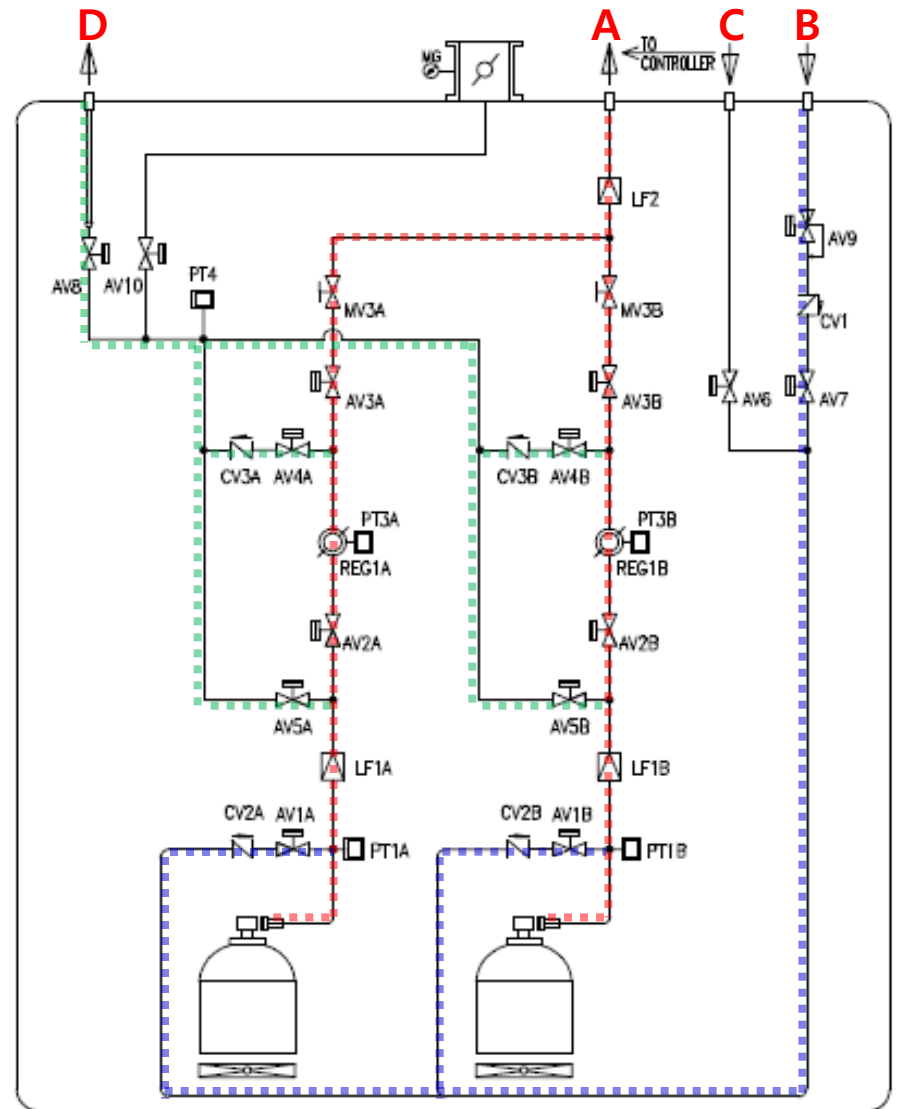 D
A
C
B
MG
TO
CONTROLLER
LF2
AV9
PT4
AV8
AV10
MV3A
MV3B
CV1
AV3A
AV3B
AV6
AV7
CV3A
AV4A
CV3B
AV4B
PT3A
PT3B
REG1A
REG1B
AV2A
AV2B
AV5A
AV5B
LF1A
LF1B
CV2A
AV1A
CV2B
AV1B
PT1A
PT1B